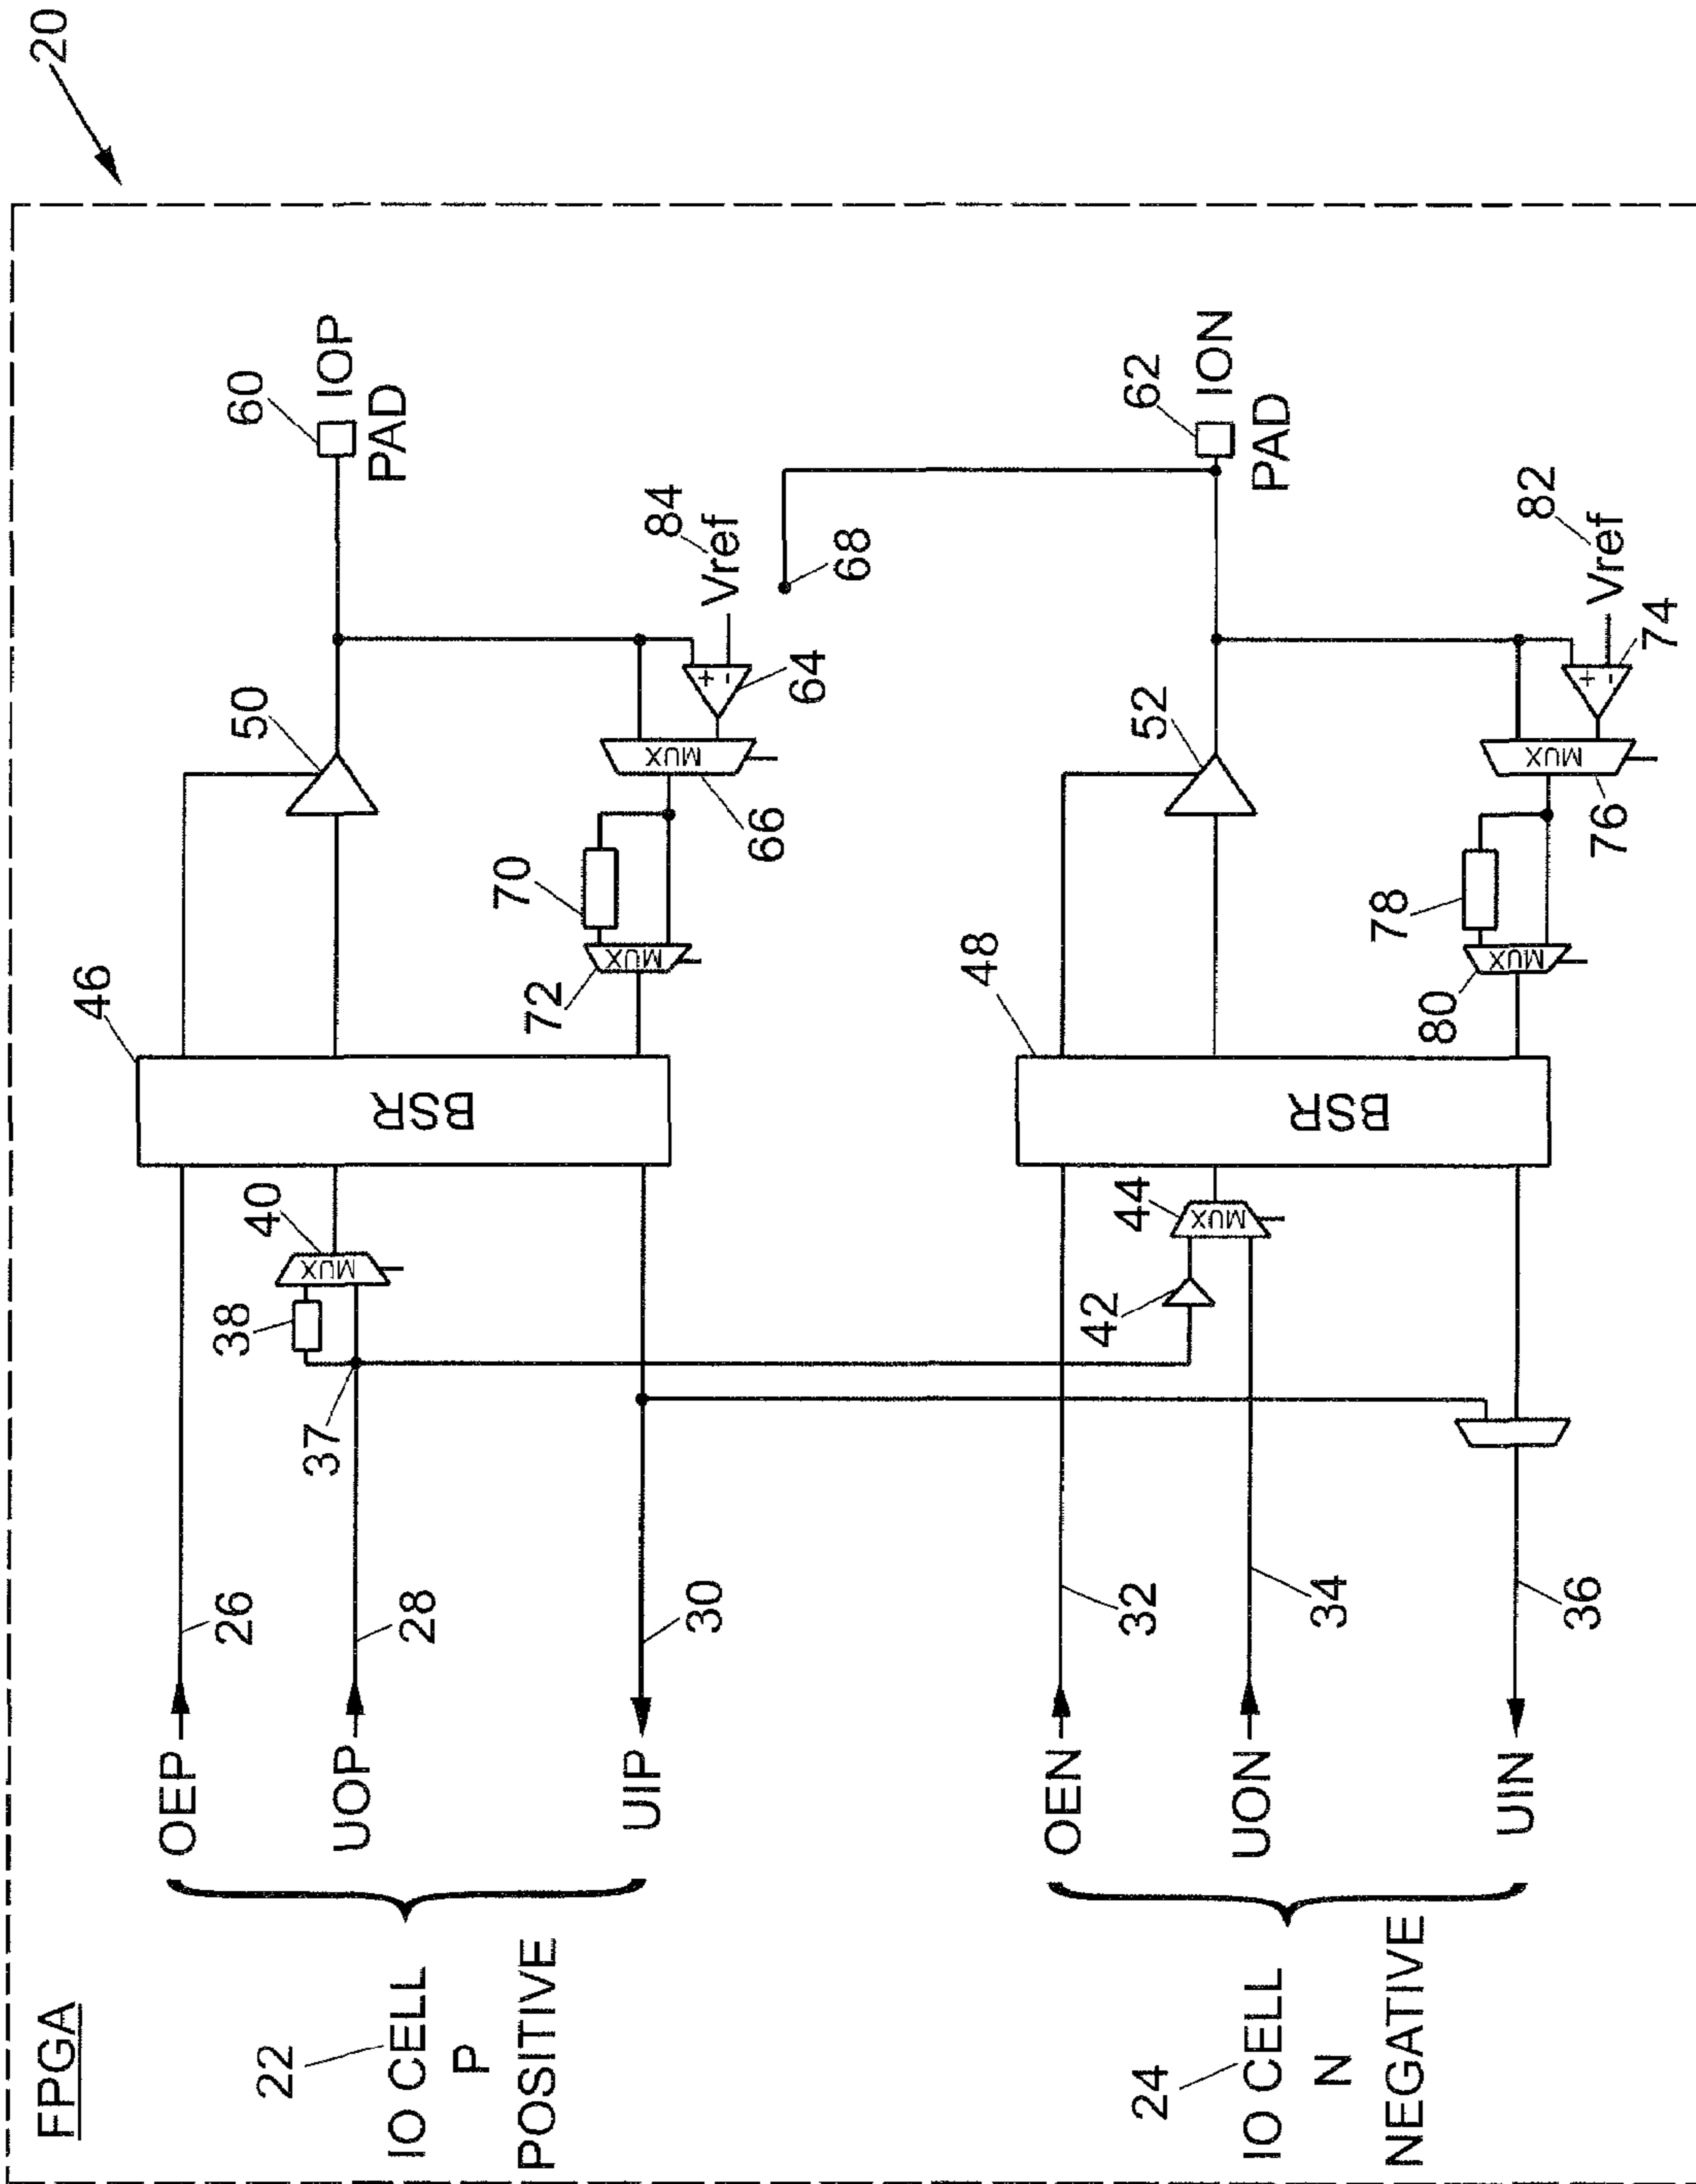 FPGA
20
22
IO CELL
P
POSITIVE
OEP
UOP
UIP
26
28
30
37
38
40
MUX
46
BSR
50
70
72
MUX
66
MUX
64
+
-
84
Vref
60
IOP
PAD
68
24
IO CELL
N
NEGATIVE
OEN
UON
UIN
32
34
36
42
44
MUX
48
BSR
52
78
80
MUX
76
MUX
74
+
-
82
Vref
62
ION
PAD